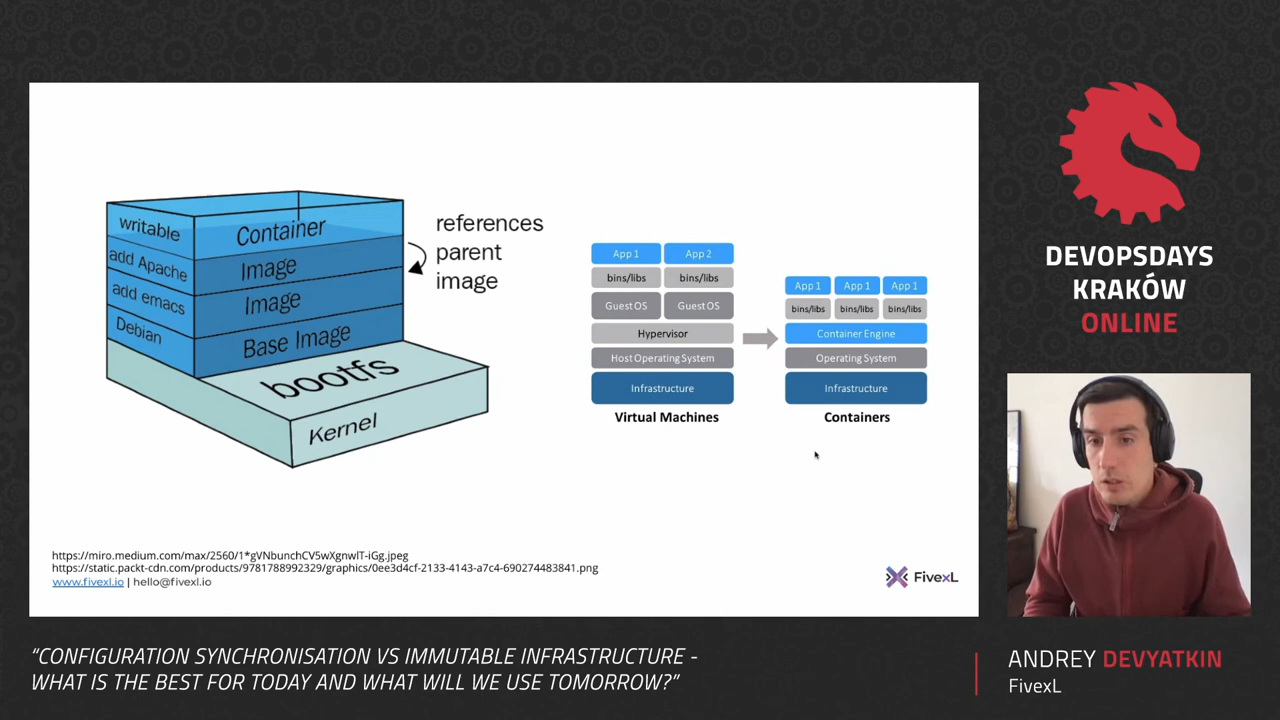 writable
Container
add Apache
Image
add emacs
Image
Debian
Base Image
bootfs
Kernel
references
parent
image
App 1
App 2
bins/libs
bins/libs
Guest OS
Guest OS
Hypervisor
Host Operating System
Infrastructure
Virtual Machines
App 1
App 1
App 1
bins/libs
bins/libs
bins/libs
Container Engine
Operating System
Infrastructure
Containers
https://miro.medium.com/max/2560/1*gVNbunchCV5wXgnwlT-iGg.jpeg
https://static.packt-cdn.com/products/9781788992329/graphics/0ee3d4cf-2133-4143-a7c4-690274483841.png
www.fivexl.io | hello@fivexl.io
FivexL
DEVOPSDAYS
KRAKÓW
ONLINE
“CONFIGURATION SYNCHRONISATION VS IMMUTABLE INFRASTRUCTURE -
WHAT IS THE BEST FOR TODAY AND WHAT WILL WE USE TOMORROW?”
ANDREY DEVYATKIN
FivexL